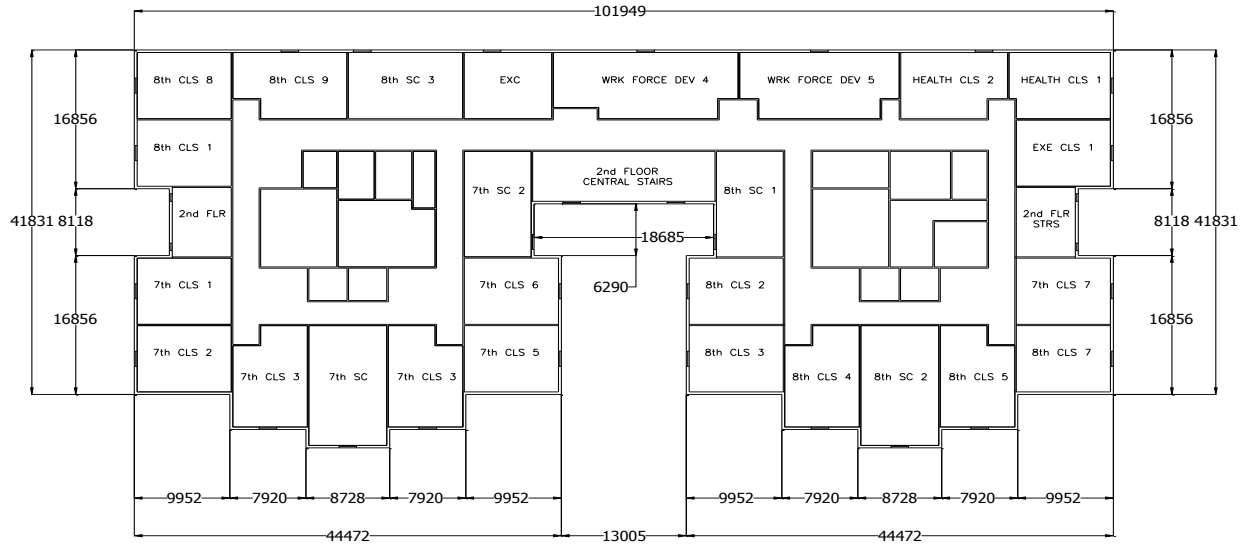 101949
8th CLS 8
8th CLS 9
8th SC 3
EXC
WRK FORCE DEV 4
WRK FORCE DEV 5
HEALTH CLS 2
HEALTH CLS 1
16856
16856
8th CLS 1
EXE CLS 1
7th SC 2
2nd FLOOR
CENTRAL STAIRS
8th SC 1
41831
8118
2nd FLR
2nd FLR
STRS
8118
41831
18685
6290
7th CLS 1
7th CLS 6
8th CLS 2
7th CLS 7
16856
16856
7th CLS 2
7th CLS 3
7th SC
7th CLS 3
7th CLS 5
8th CLS 3
8th CLS 4
8th SC 2
8th CLS 5
8th CLS 7
9952
7920
8728
7920
9952
9952
7920
8728
7920
9952
44472
13005
44472